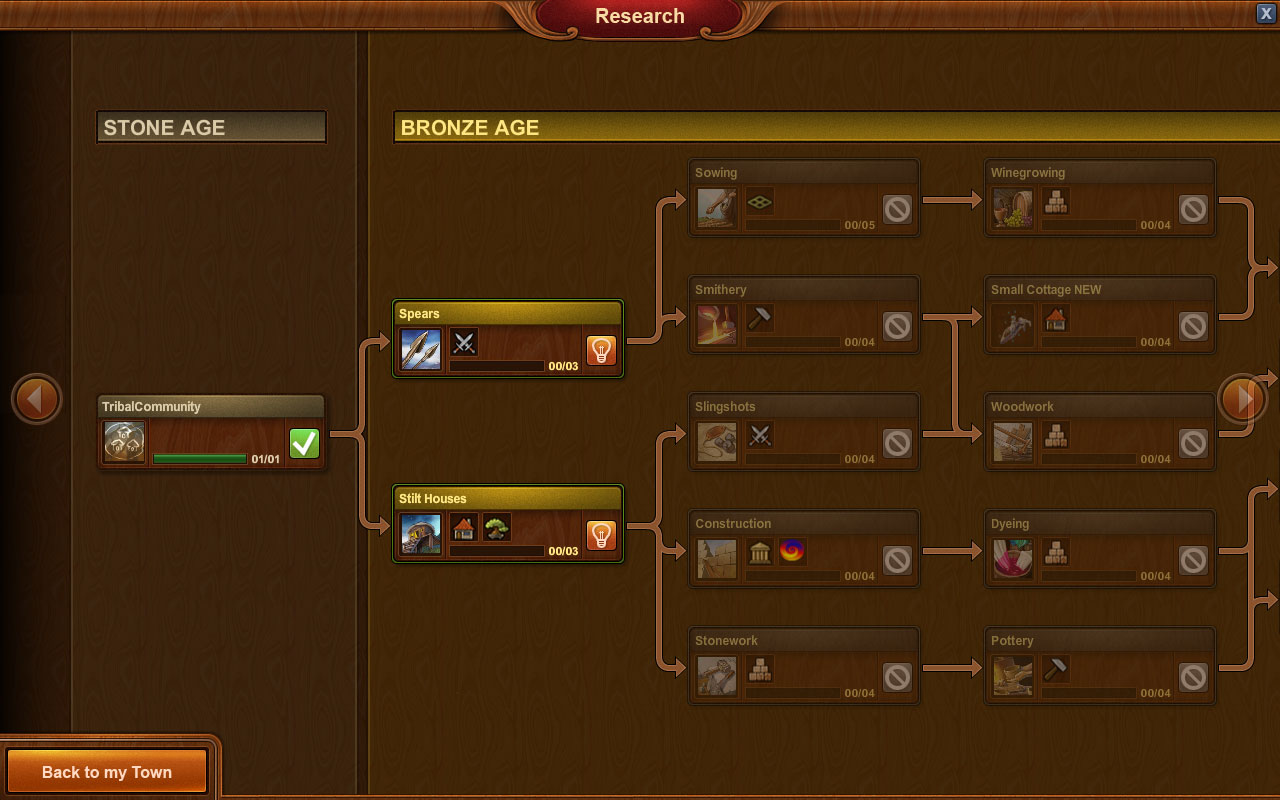 Research
X
STONE AGE
BRONZE AGE
TribalCommunity
01/01
Spears
00/03
Stilt Houses
00/03
Sowing
00/05
Smithery
00/04
Slingshots
00/04
Construction
00/04
Stonework
00/04
Winegrowing
00/04
Small Cottage NEW
00/04
Woodwork
00/04
Dyeing
00/04
Pottery
00/04
Back to my Town